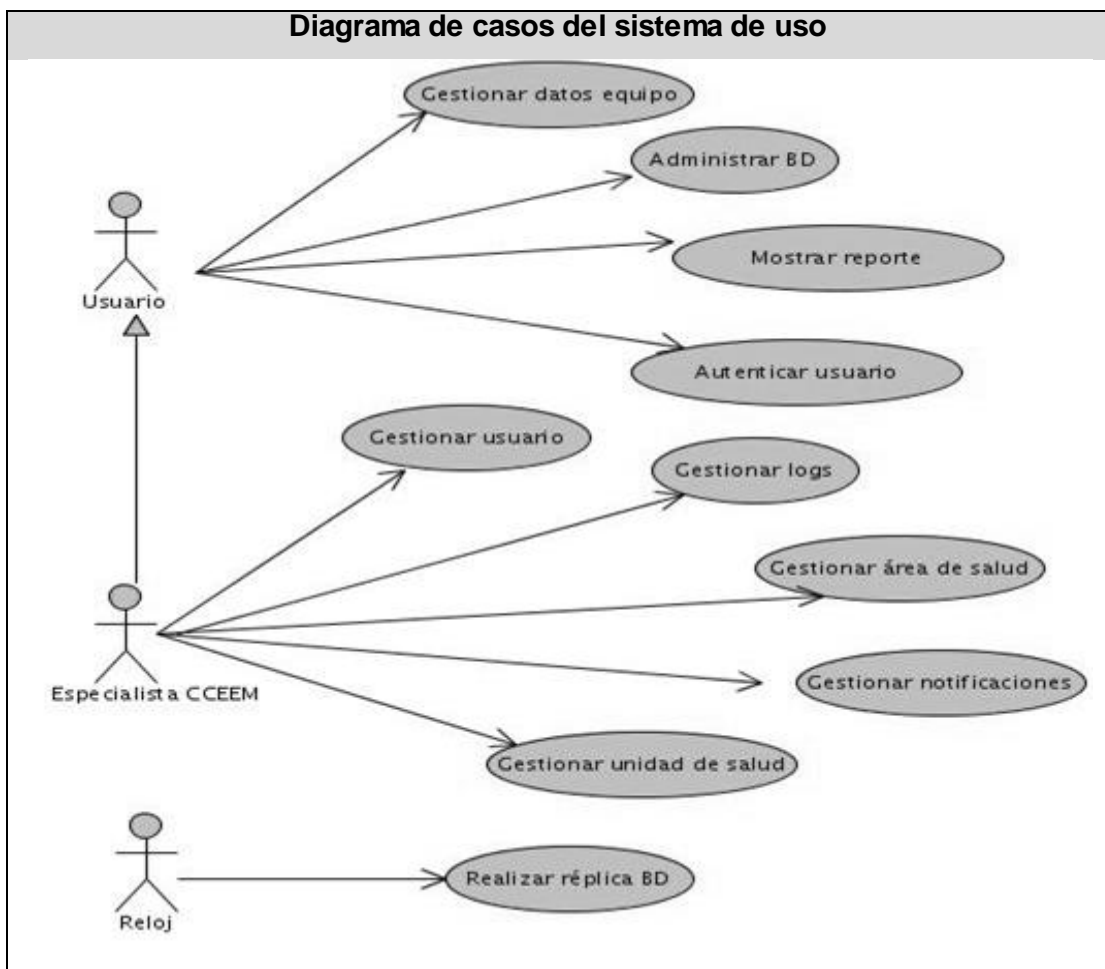 Diagrama de casos del sistema de uso
Gestionar datos equipo
Administrar BD
Mostrar reporte
Usuario
Autenticar usuario
Gestionar usuario
Gestionar logs
Gestionar área de salud
Gestionar notificaciones
Especialista CCEEM
Gestionar unidad de salud
Realizar réplica BD
Reloj